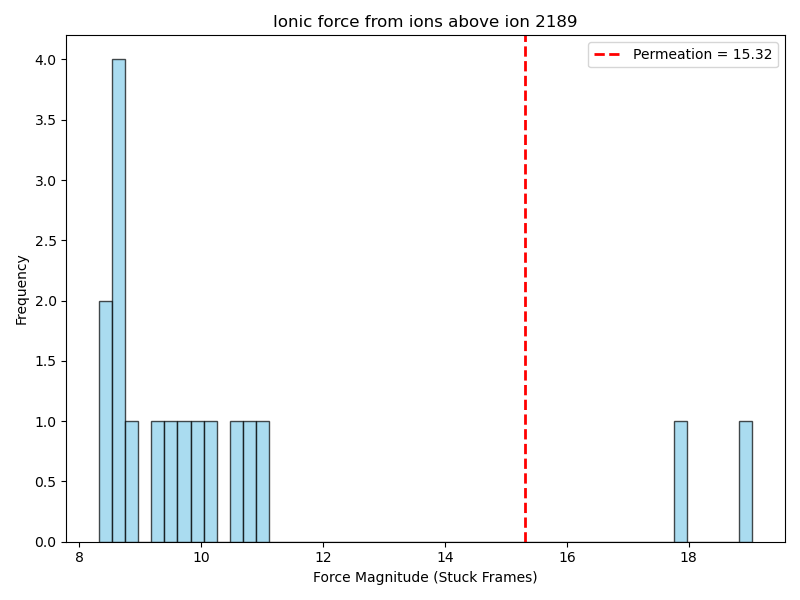 Ionic force from ions above ion 2189
Permeation = 15.32
4.0
3.5
3.0
2.5
2.0
1.5
1.0
0.5
0.0
Frequency
8 10 12 14 16 18
Force Magnitude (Stuck Frames)